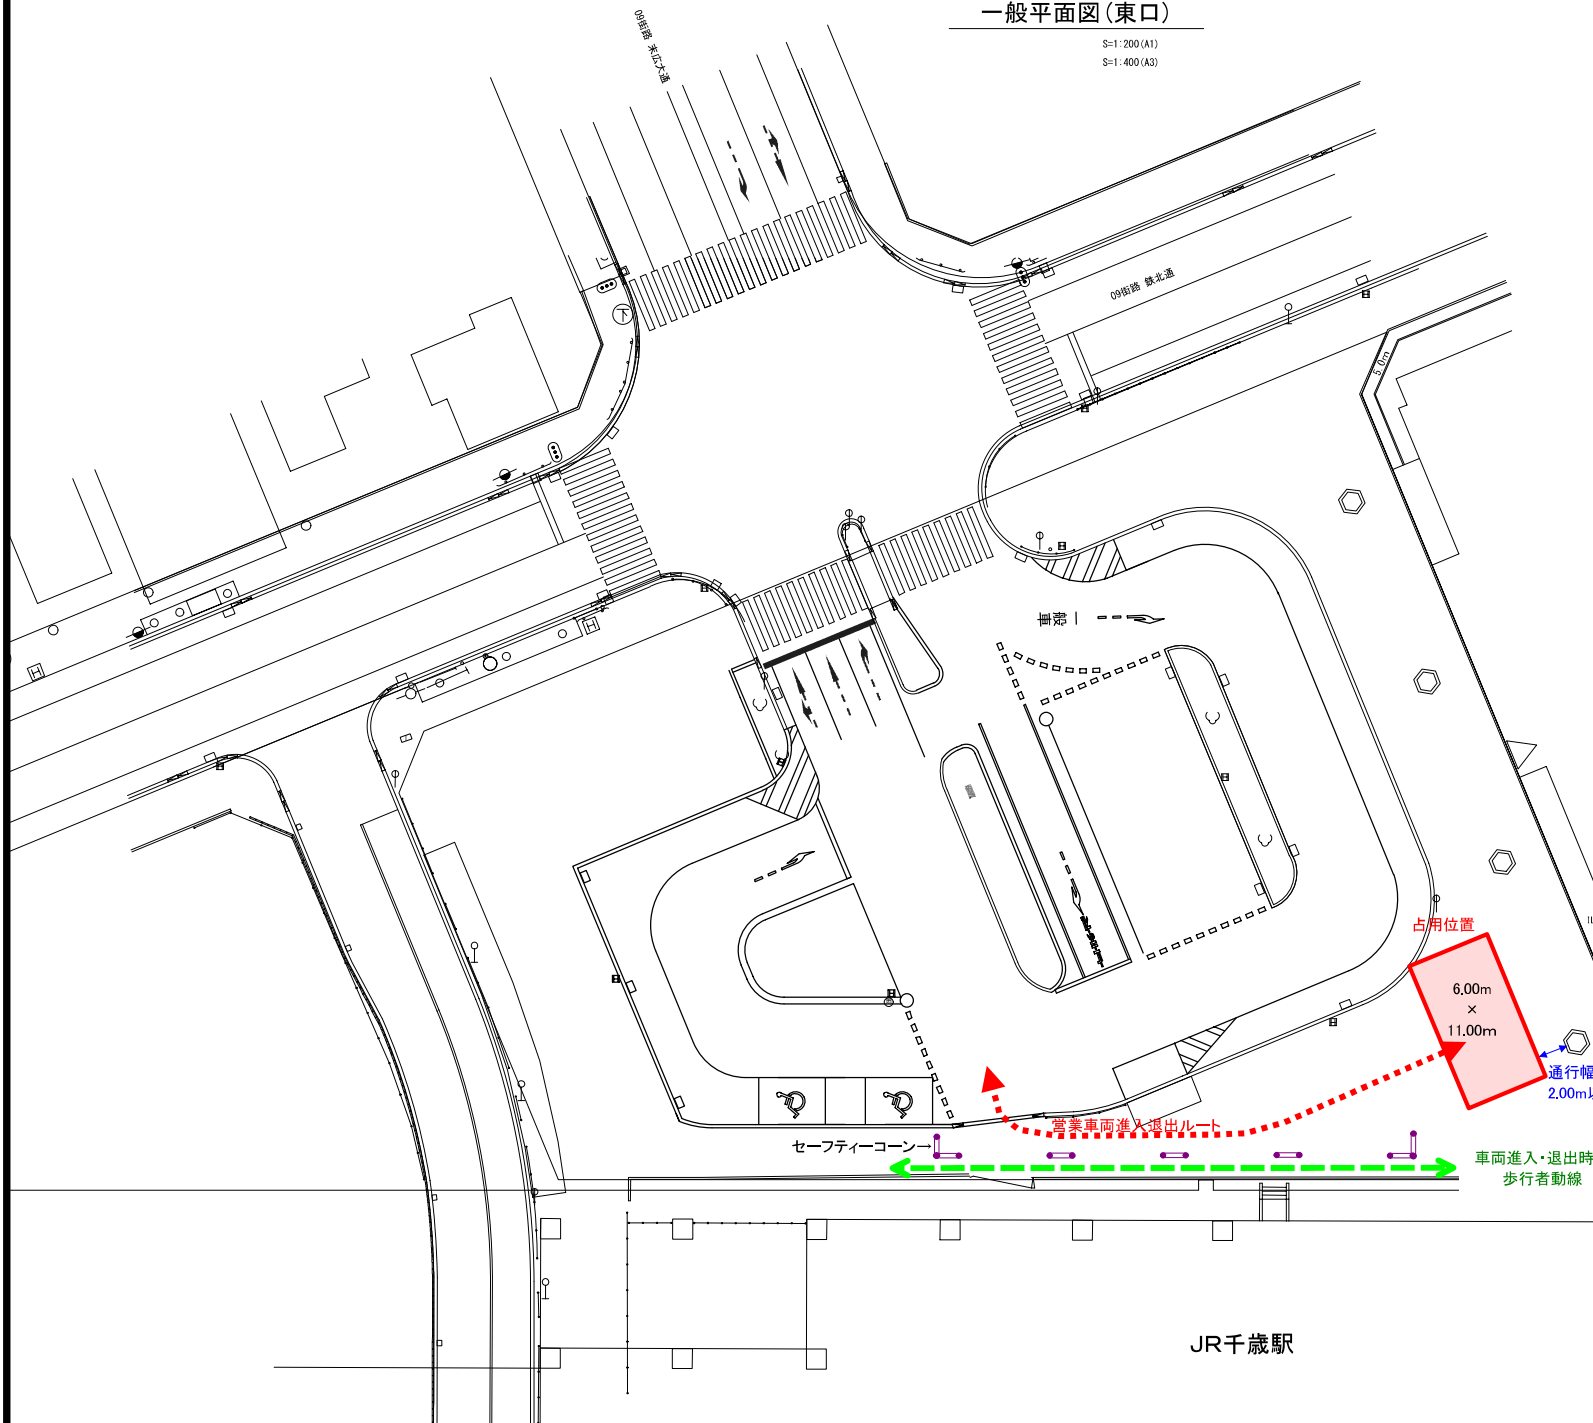 一般平面図(東口)
S=1:200(A1)
S=1:400(A3)
09街路 末広大通
09街路 鉄北通
5.0m
一般車
占用位置
6.00m
×
11.00m
通行幅
2.00m
営業車両進入退出ルート
セーフティーコーン→
車両進入・退出時
歩行者動線
JR千歳駅